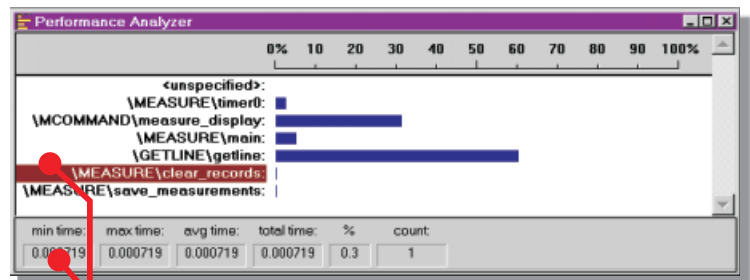 Performance Analyzer
0% 10 20 30 40 50 60 70 80 90 100%
<unspecified>:
\MEASURE\timer0:
\MCOMMAND\measure_display:
\MEASURE\main:
\GETLINE\getline:
\MEASURE\clear_records:
\MEASURE\save_measurements:
min time: max time: avg time: total time: % count:
0.000719 0.000719 0.000719 0.000719 0.3 1